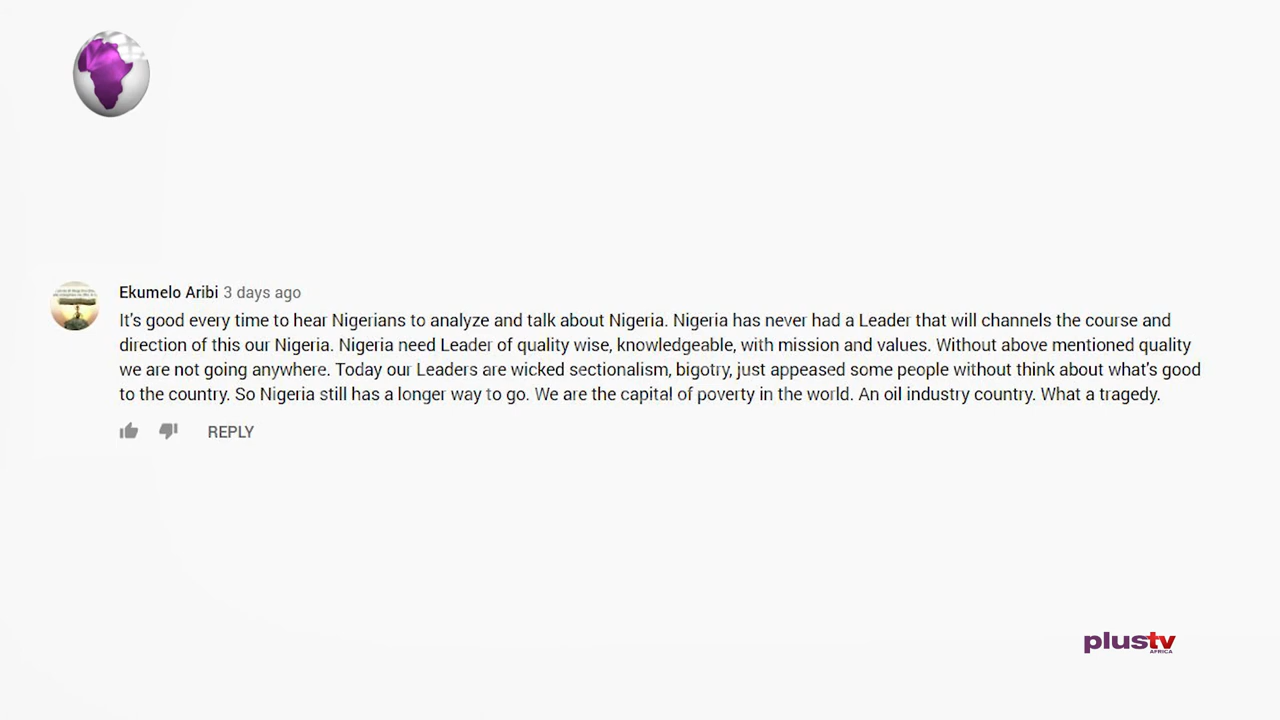 Ekumelo Aribi 3 days ago
It's good every time to hear Nigerians to analyze and talk about Nigeria. Nigeria has never had a Leader that will channels the course and
direction of this our Nigeria. Nigeria need Leader of quality wise, knowledgeable, with mission and values. Without above mentioned quality
we are not going anywhere. Today our Leaders are wicked sectionalism, bigotry, just appeased some people without think about what's good
to the country. So Nigeria still has a longer way to go. We are the capital of poverty in the world. An oil industry country. What a tragedy.
REPLY
plustv
AFRICA